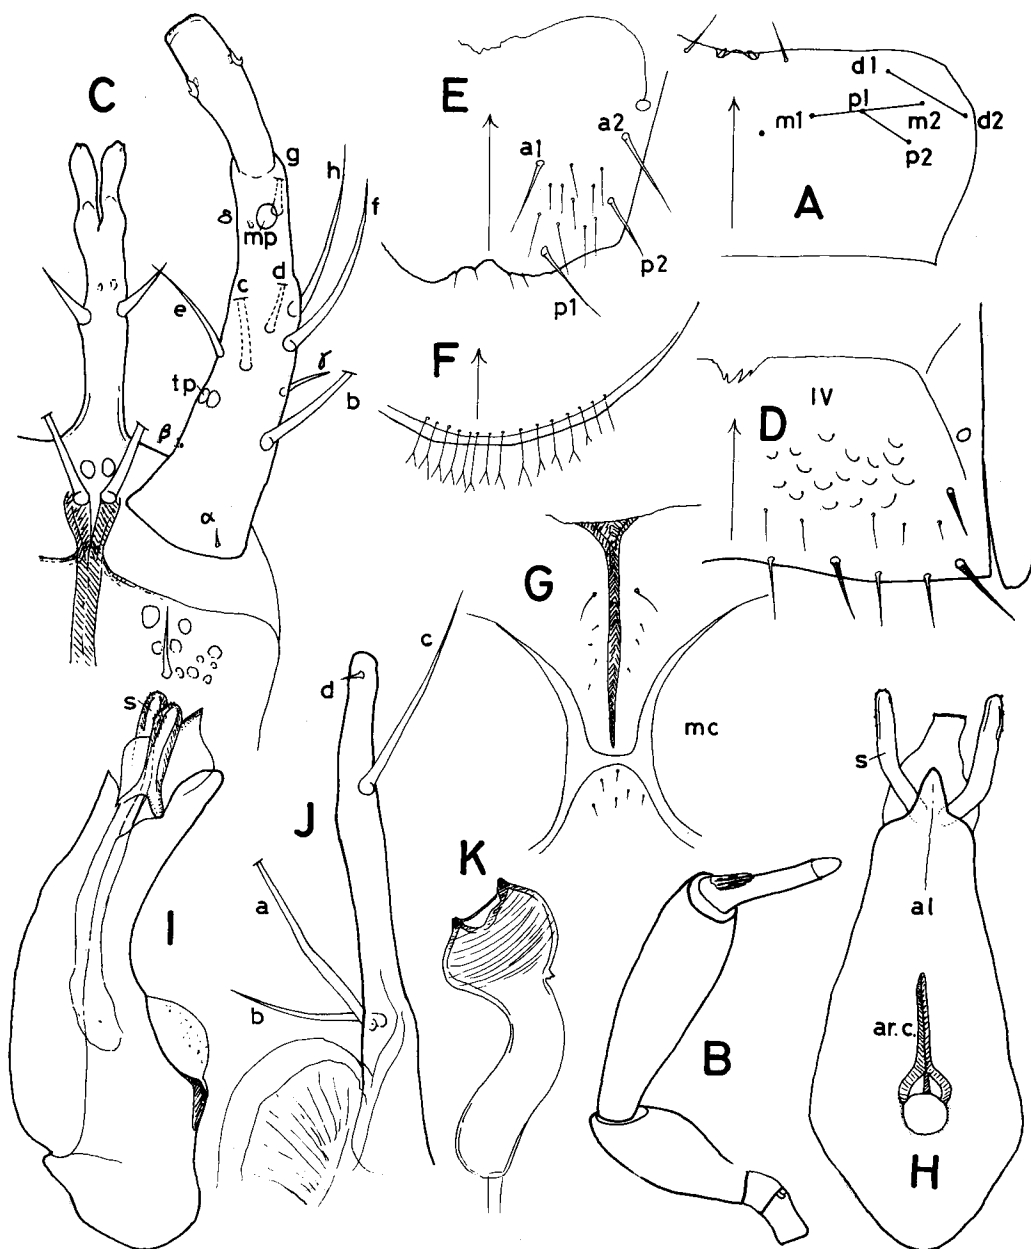 C
g
h
f
δ
mp
c
d
e
tp
γ
b
β
α
E
a1
a2
p1
p2
A
d1
p1
m1
m2
d2
p2
F
IV
D
G
mc
s
I
J
d
c
a
b
K
B
s
al
ar.c.
H